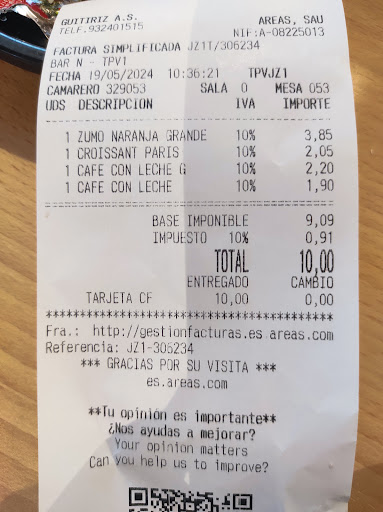 GUITIRIZ A.S. AREAS, SAU
TELF.932401515 NIF:A-08225013
FACTURA SIMPLIFICADA JZ1T/306234
BAR N - TPV1
FECHA 19/05/2024 10:36:21 TPVJZ1
CAMARERO 329053 SALA 0 MESA 053
UDS DESCRIPCION IVA IMPORTE
1 ZUMO NARANJA GRANDE 10% 3,85
1 CROISSANT PARIS 10% 2,05
1 CAFE CON LECHE G 10% 2,20
1 CAFE CON LECHE 10% 1,90
BASE IMPONIBLE 9,09
IMPUESTO 10% 0,91
TOTAL 10,00
ENTREGADO CAMBIO
TARJETA CF 10,00 0,00
****************************************
Fra.: http://gestionfacturas.es.areas.com
Referencia: JZ1-306234
*** GRACIAS POR SU VISITA ***
es.areas.com
**Tu opinión es importante**
¿Nos ayudas a mejorar?
Your opinion matters
Can you help us to improve?